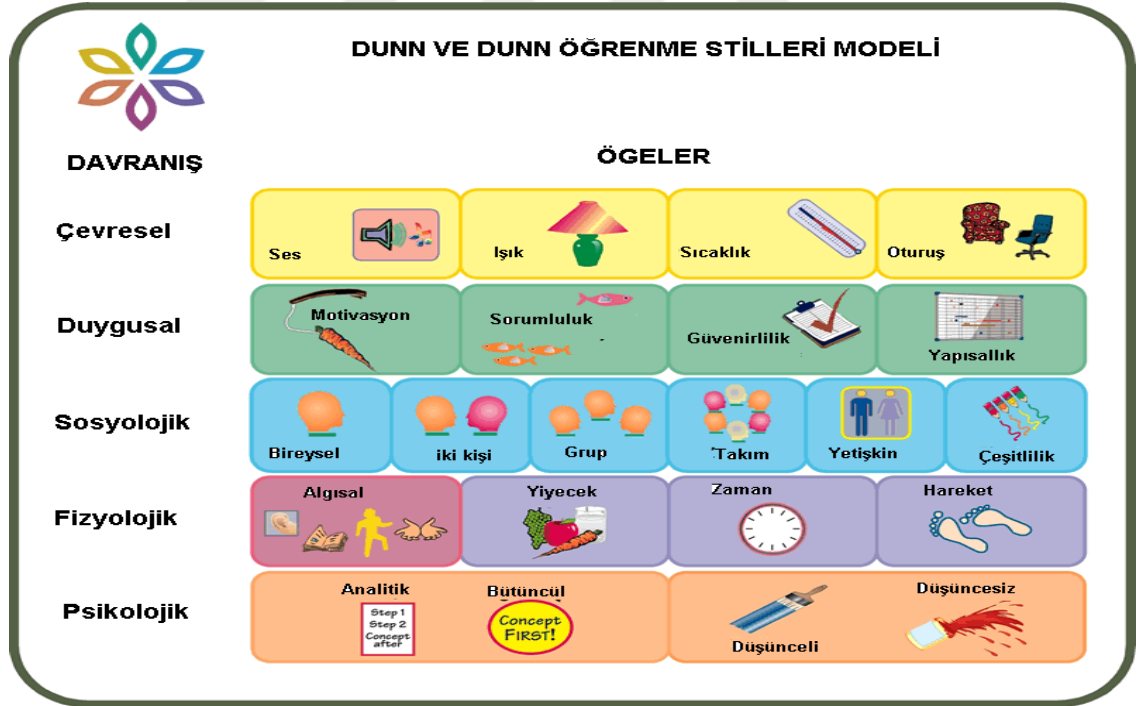 DUNN VE DUNN ÖĞRENME STİLLERİ MODELİ
DAVRANIŞ
ÖGELER
Çevresel
Ses
Işık
Sıcaklık
Oturuş
Duygusal
Motivasyon
Sorumluluk
Güvenirlilik
Yapısallık
Sosyolojik
Bireysel
iki kişi
Grup
Takım
Yetişkin
Çeşitlilik
Fizyolojik
Algısal
Yiyecek
Zaman
Hareket
Psikolojik
Analitik
Step 1
Step 2
Concept
after
Bütüncül
Concept
FIRST!
Düşünceli
Düşüncesiz